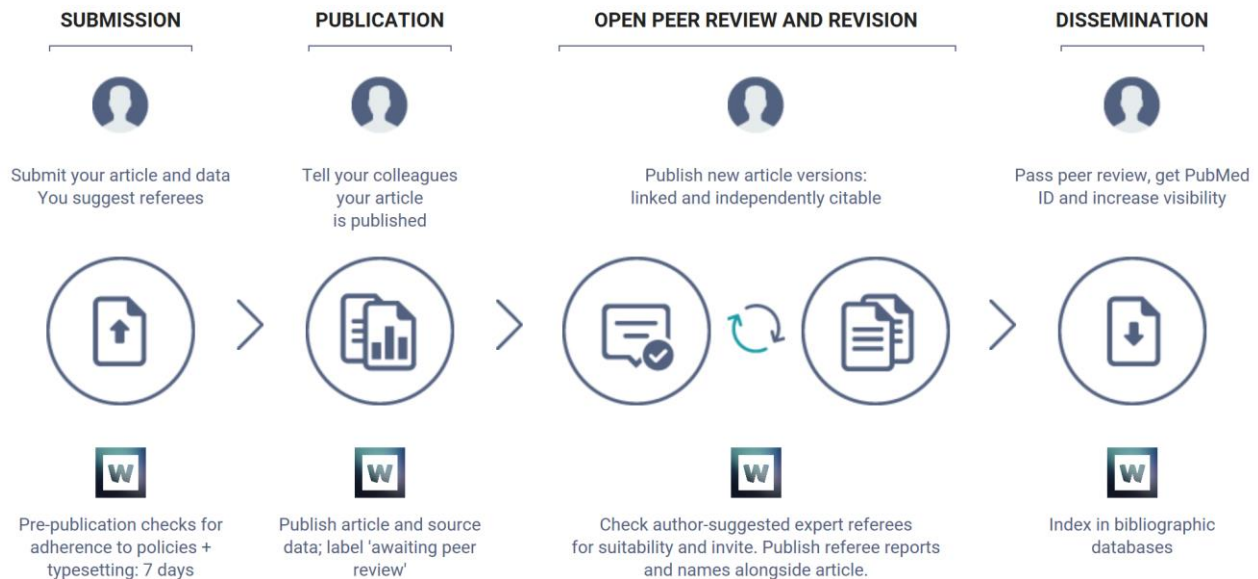 SUBMISSION
PUBLICATION
OPEN PEER REVIEW AND REVISION
DISSEMINATION
Submit your article and data
You suggest referees
Tell your colleagues
your article
is published
Publish new article versions:
linked and independently citable
Pass peer review, get PubMed
ID and increase visibility
W
W
W
W
Pre-publication checks for
adherence to policies +
typesetting: 7 days
Publish article and source
data; label 'awaiting peer
review'
Check author-suggested expert referees
for suitability and invite. Publish referee reports
and names alongside article.
Index in bibliographic
databases